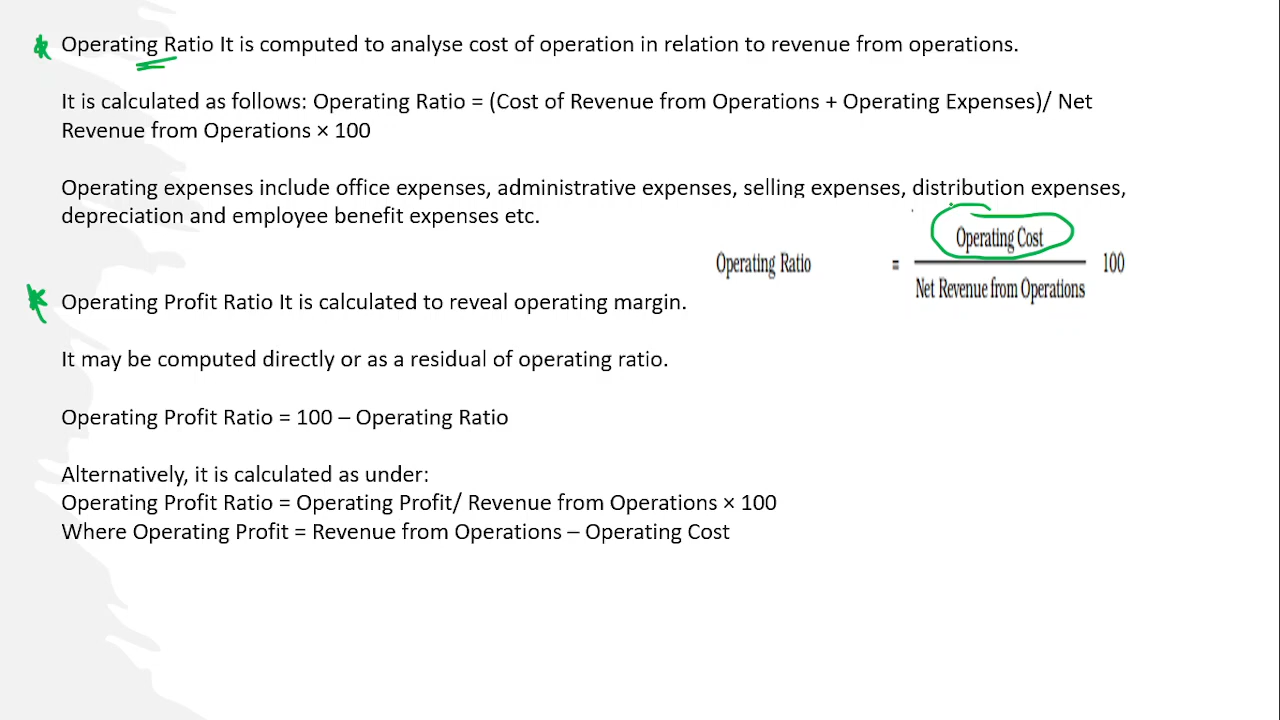 Operating Ratio It is computed to analyse cost of operation in relation to revenue from operations.
It is calculated as follows: Operating Ratio = (Cost of Revenue from Operations + Operating Expenses)/ Net
Revenue from Operations × 100
Operating expenses include office expenses, administrative expenses, selling expenses, distribution expenses,
depreciation and employee benefit expenses etc.
Operating Cost
Operating Ratio = 100
Net Revenue from Operations
Operating Profit Ratio It is calculated to reveal operating margin.
It may be computed directly or as a residual of operating ratio.
Operating Profit Ratio = 100 – Operating Ratio
Alternatively, it is calculated as under:
Operating Profit Ratio = Operating Profit/ Revenue from Operations × 100
Where Operating Profit = Revenue from Operations – Operating Cost